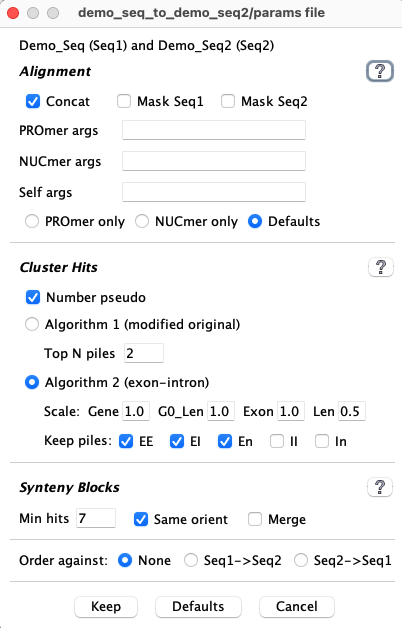 demo_seq_to_demo_seq2/params file
Demo_Seq (Seq1) and Demo_Seq2 (Seq2)
Alignment ?
Concat Mask Seq1 Mask Seq2
PROmer args
NUCmer args
Self args
PROmer only NUCmer only Defaults
Cluster Hits ?
Number pseudo
Algorithm 1 (modified original)
Top N piles 2
Algorithm 2 (exon-intron)
Scale: Gene 1.0 G0_Len 1.0 Exon 1.0 Len 0.5
Keep piles: EE EI En II In
Synteny Blocks ?
Min hits 7 Same orient Merge
Order against: None Seq1->Seq2 Seq2->Seq1
Keep Defaults Cancel